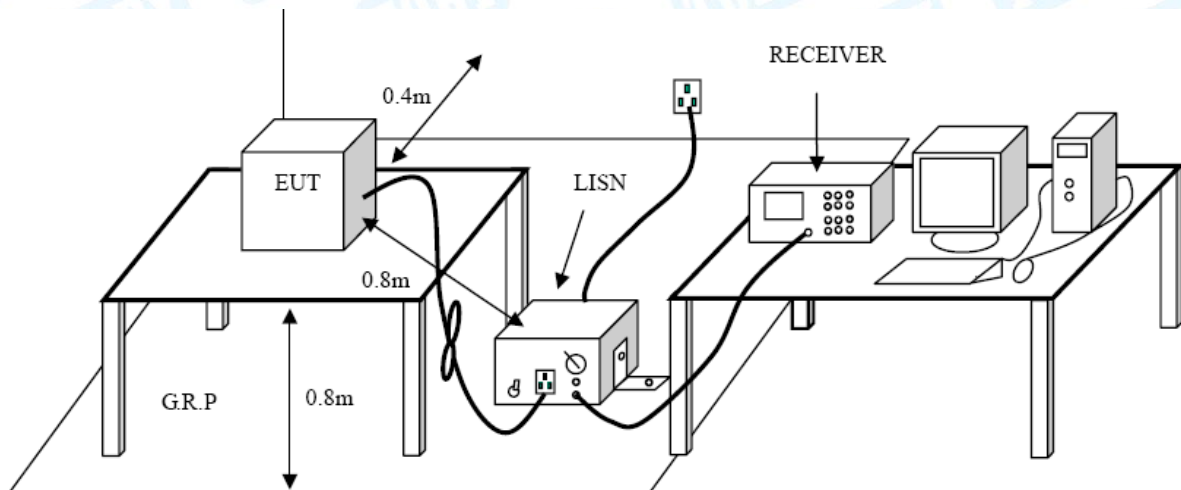 RECEIVER
0.4m
EUT
LISN
0.8m
0.8m
G.R.P